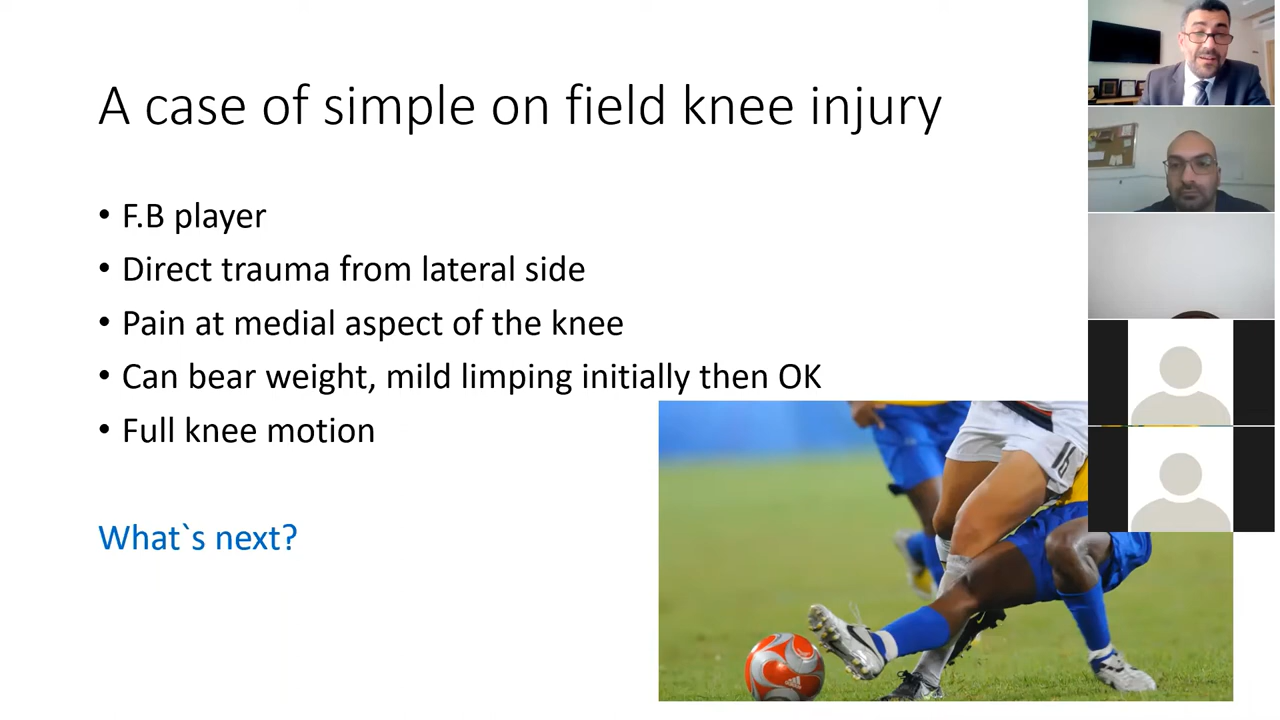 A case of simple on field knee injury
• F.B player
• Direct trauma from lateral side
• Pain at medial aspect of the knee
• Can bear weight, mild limping initially then OK
• Full knee motion
What`s next?